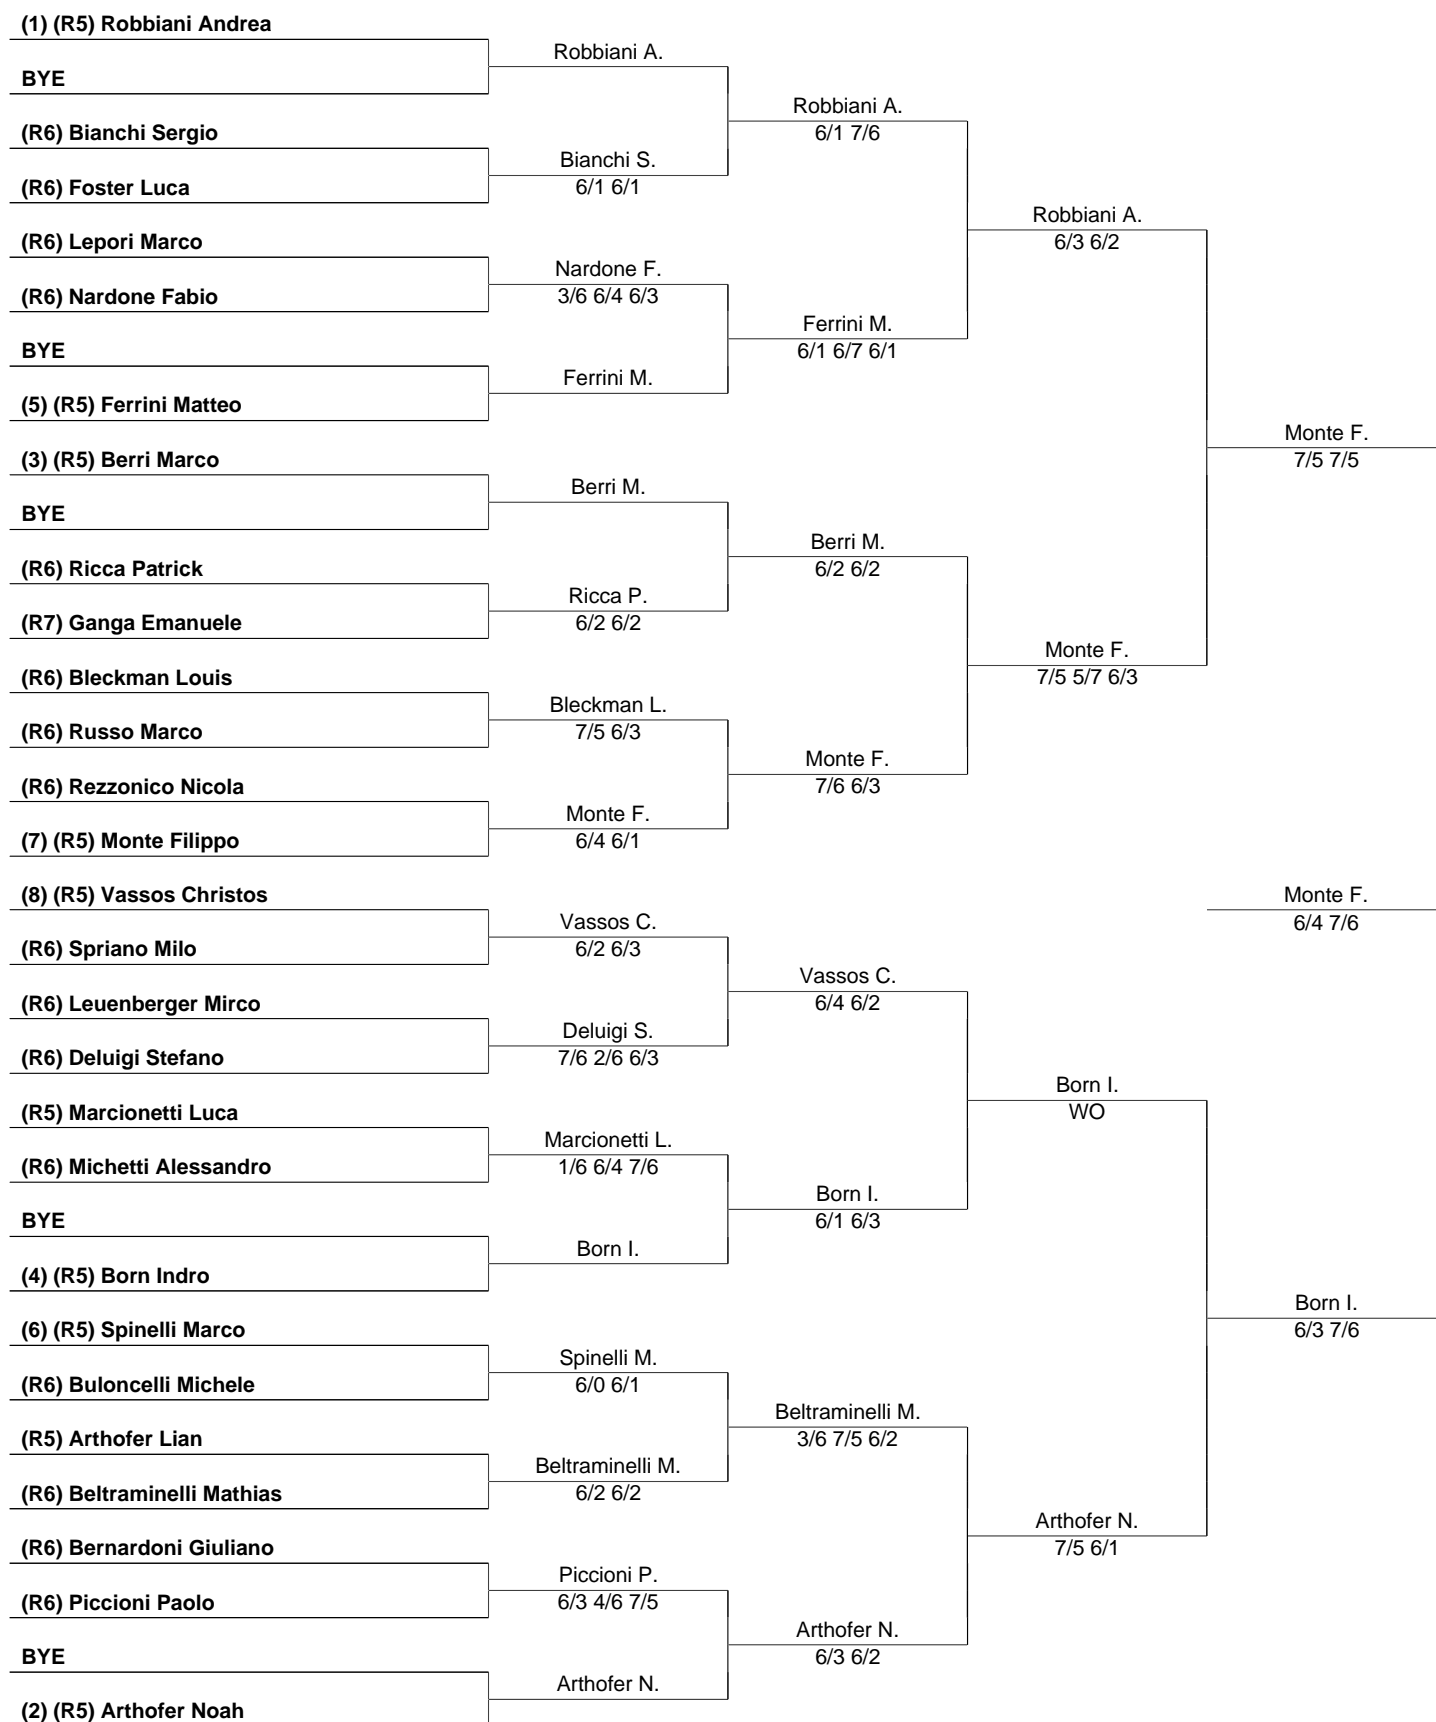 (1) (R5) Robbiani Andrea
BYE
(R6) Bianchi Sergio
(R6) Foster Luca
(R6) Lepori Marco
(R6) Nardone Fabio
BYE
(5) (R5) Ferrini Matteo
(3) (R5) Berri Marco
BYE
(R6) Ricca Patrick
(R7) Ganga Emanuele
(R6) Bleckman Louis
(R6) Russo Marco
(R6) Rezzonico Nicola
(7) (R5) Monte Filippo
(8) (R5) Vassos Christos
(R6) Spriano Milo
(R6) Leuenberger Mirco
(R6) Deluigi Stefano
(R5) Marcionetti Luca
(R6) Michetti Alessandro
BYE
(4) (R5) Born Indro
(6) (R5) Spinelli Marco
(R6) Buloncelli Michele
(R5) Arthofer Lian
(R6) Beltraminelli Mathias
(R6) Bernardoni Giuliano
(R6) Piccioni Paolo
BYE
(2) (R5) Arthofer Noah
Robbiani A.
Bianchi S.
6/1 6/1
Nardone F.
3/6 6/4 6/3
Ferrini M.
Berri M.
Ricca P.
6/2 6/2
Bleckman L.
7/5 6/3
Monte F.
6/4 6/1
Vassos C.
6/2 6/3
Deluigi S.
7/6 2/6 6/3
Marcionetti L.
1/6 6/4 7/6
Born I.
Spinelli M.
6/0 6/1
Beltraminelli M.
6/2 6/2
Piccioni P.
6/3 4/6 7/5
Arthofer N.
Robbiani A.
6/1 7/6
Ferrini M.
6/1 6/7 6/1
Berri M.
6/2 6/2
Monte F.
7/6 6/3
Vassos C.
6/4 6/2
Born I.
6/1 6/3
Beltraminelli M.
3/6 7/5 6/2
Arthofer N.
6/3 6/2
Robbiani A.
6/3 6/2
Monte F.
7/5 5/7 6/3
Born I.
WO
Arthofer N.
7/5 6/1
Monte F.
7/5 7/5
Monte F.
6/4 7/6
Born I.
6/3 7/6